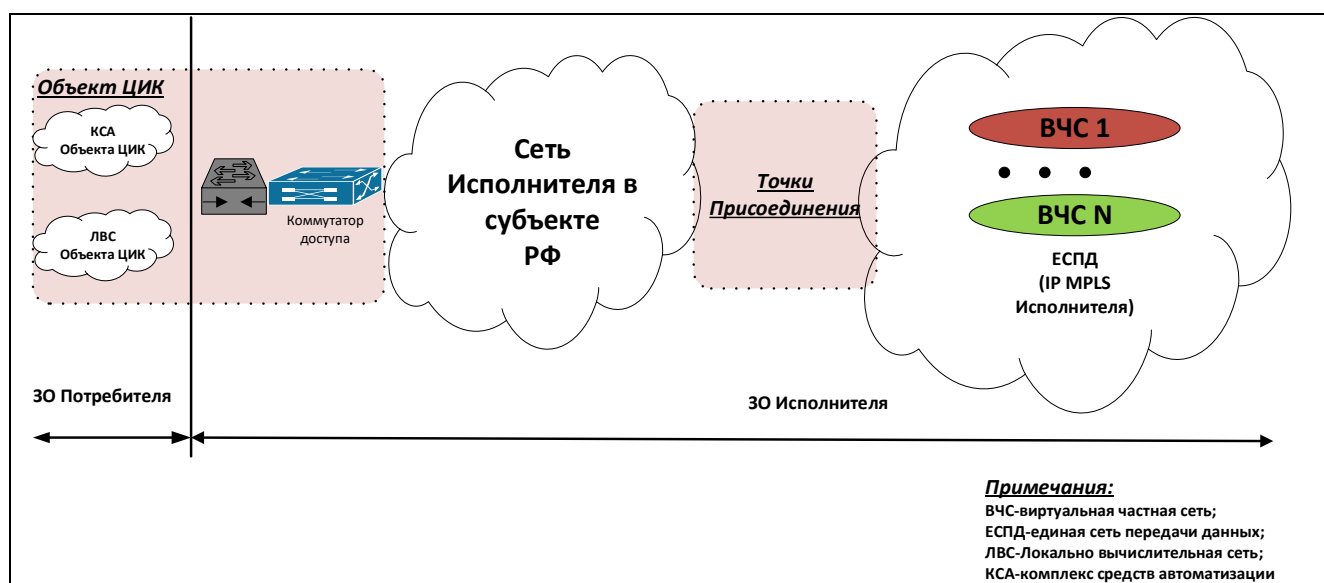 Объект ЦИК
КСА
Объекта ЦИК
ЛВС
Объекта ЦИК
Коммутатор
доступа
Сеть
Исполнителя в
субъекте
РФ
Точки
Присоединения
ВЧС 1
ВЧС N
ЕСПД
(IP MPLS
Исполнителя)
ЗО Потребителя
ЗО Исполнителя
Примечания:
ВЧС-виртуальная частная сеть;
ЕСПД-единая сеть передачи данных;
ЛВС-Локально вычислительная сеть;
КСА-комплекс средств автоматизации